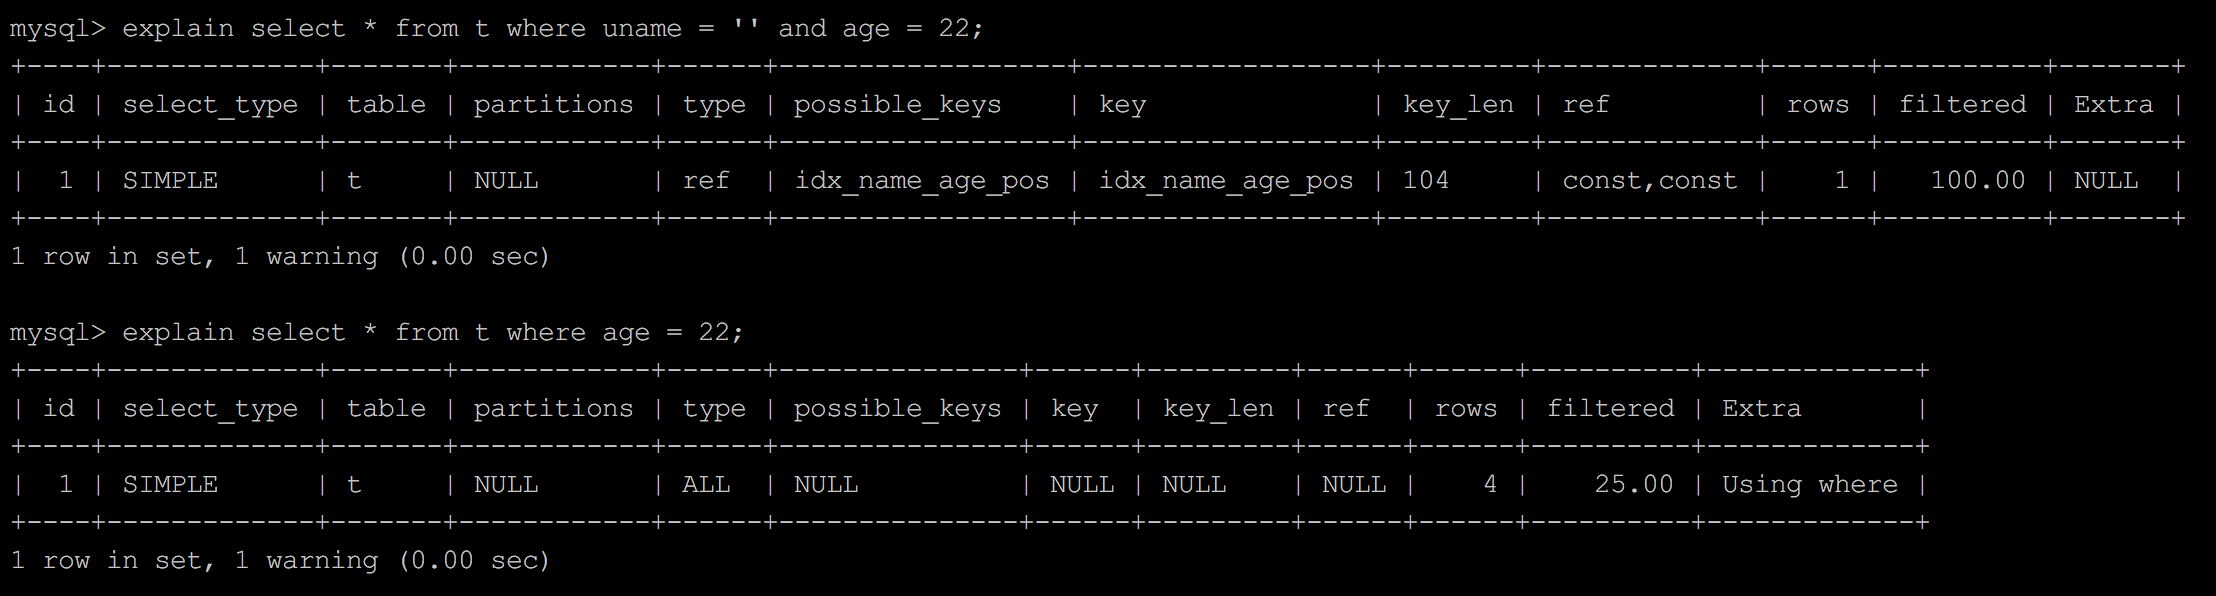 mysql> explain select * from t where uname = '' and age = 22;
+----+-------------+-------+------------+------+------------------+------------------+---------+-------------+------+----------+-------+
| id | select_type | table | partitions | type | possible_keys    | key              | key_len | ref         | rows | filtered | Extra |
+----+-------------+-------+------------+------+------------------+------------------+---------+-------------+------+----------+-------+
|  1 | SIMPLE      | t     | NULL       | ref  | idx_name_age_pos | idx_name_age_pos | 104     | const,const |    1 |   100.00 | NULL  |
+----+-------------+-------+------------+------+------------------+------------------+---------+-------------+------+----------+-------+
1 row in set, 1 warning (0.00 sec)

mysql> explain select * from t where age = 22;
+----+-------------+-------+------------+------+---------------+------+---------+------+------+----------+-------------+
| id | select_type | table | partitions | type | possible_keys | key  | key_len | ref  | rows | filtered | Extra       |
+----+-------------+-------+------------+------+---------------+------+---------+------+------+----------+-------------+
|  1 | SIMPLE      | t     | NULL       | ALL  | NULL          | NULL | NULL    | NULL |    4 |    25.00 | Using where |
+----+-------------+-------+------------+------+---------------+------+---------+------+------+----------+-------------+
1 row in set, 1 warning (0.00 sec)